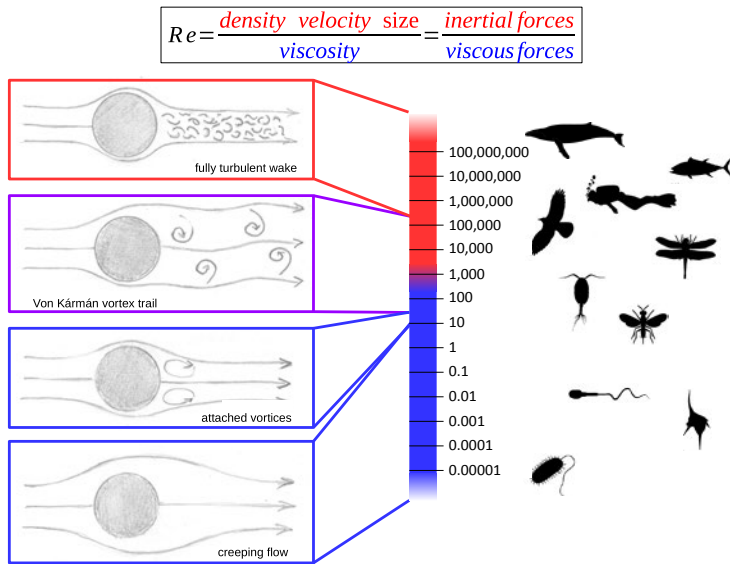 Re = density velocity size / viscosity = inertial forces / viscous forces
fully turbulent wake
Von Kármán vortex trail
attached vortices
creeping flow
100,000,000
10,000,000
1,000,000
100,000
10,000
1,000
100
10
1
0.1
0.01
0.001
0.0001
0.00001